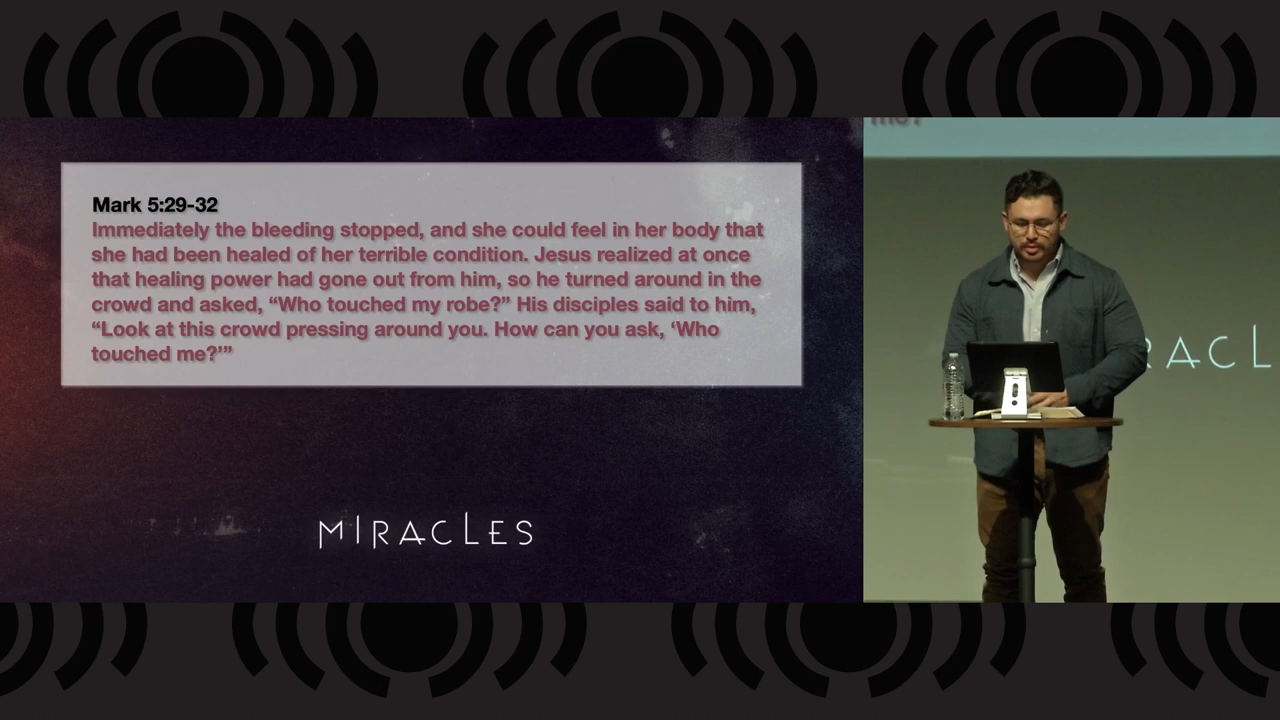 Mark 5:29-32
Immediately the bleeding stopped, and she could feel in her body that
she had been healed of her terrible condition. Jesus realized at once
that healing power had gone out from him, so he turned around in the
crowd and asked, “Who touched my robe?” His disciples said to him,
“Look at this crowd pressing around you. How can you ask, ‘Who
touched me?’”
MIRACLES
me?
RACL